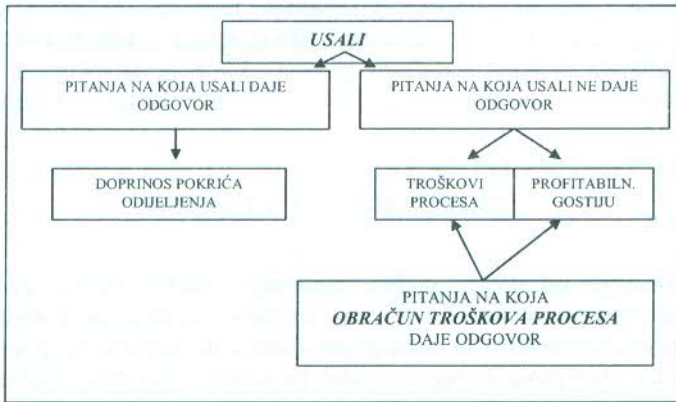 USALI
PITANJA NA KOJA USALI DAJE
ODGOVOR
PITANJA NA KOJA USALI NE DAJE
ODGOVOR
DOPRINOS POKRIĆA
ODIJELJENJA
TROŠKOVI
PROCESA
PROFITABILN.
GOSTIJU
PITANJA NA KOJA
OBRAČUN TROŠKOVA PROCESA
DAJE ODGOVOR